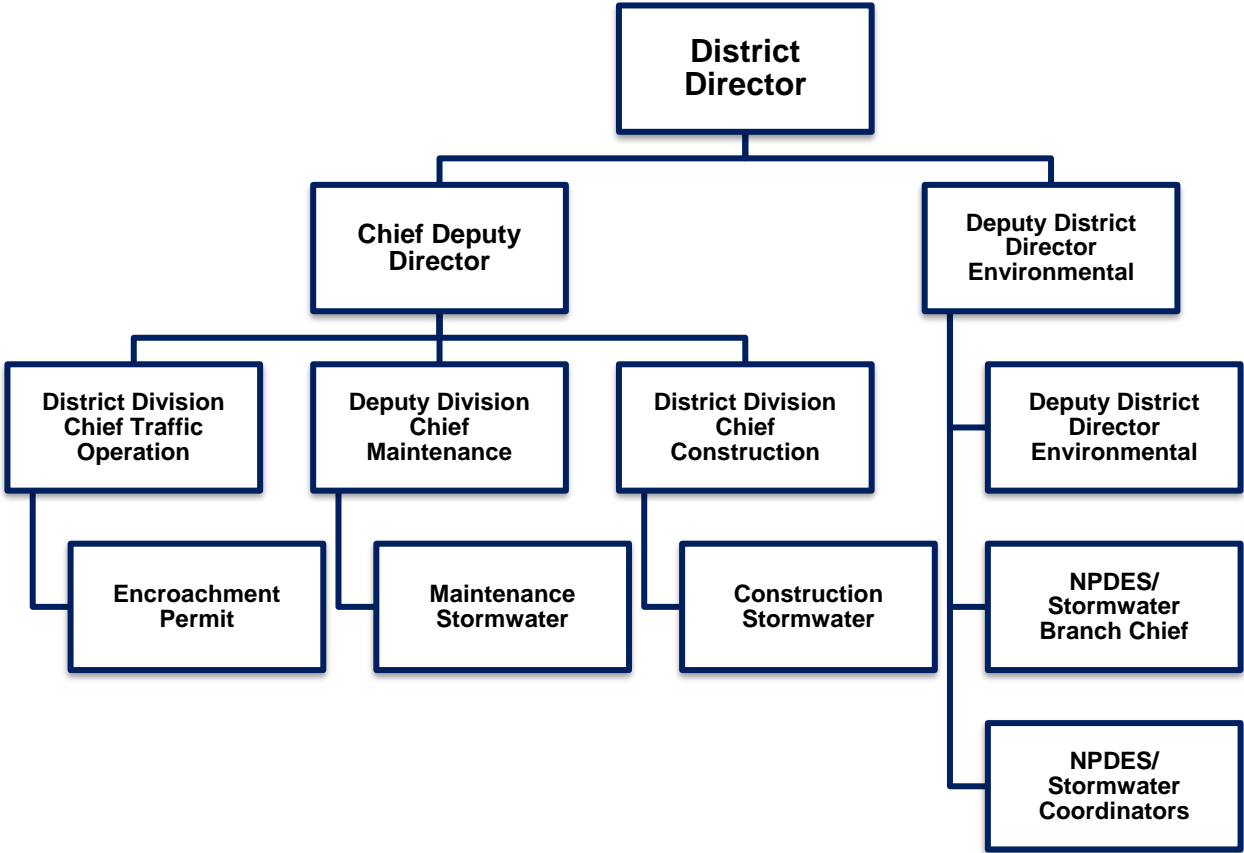 District
Director
Chief Deputy
Director
Deputy District
Director
Environmental
District Division
Chief Traffic
Operation
Deputy Division
Chief
Maintenance
District Division
Chief
Construction
Deputy District
Director
Environmental
Encroachment
Permit
Maintenance
Stormwater
Construction
Stormwater
NPDES/
Stormwater
Branch Chief
NPDES/
Stormwater
Coordinators